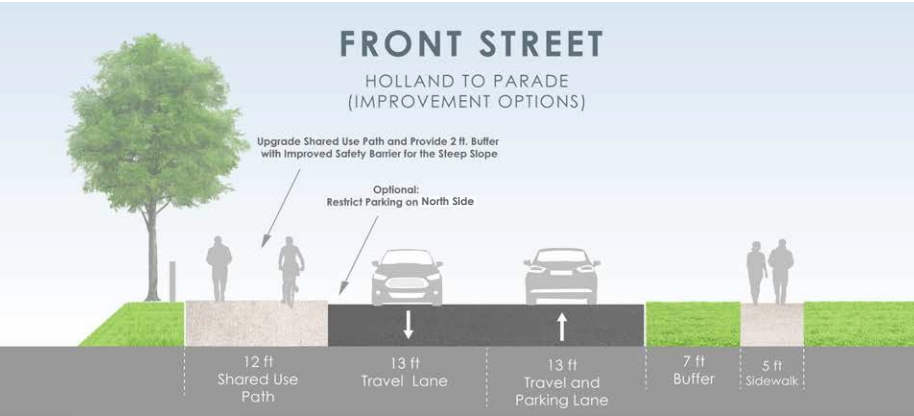 FRONT STREET
HOLLAND TO PARADE
(IMPROVEMENT OPTIONS)
Upgrade Shared Use Path and Provide 2 ft. Buffer
with Improved Safety Barrier for the Steep Slope
Optional:
Restrict Parking on North Side
12 ft
Shared Use
Path
13 ft
Travel Lane
13 ft
Travel and
Parking Lane
7 ft
Buffer
5 ft
Sidewalk